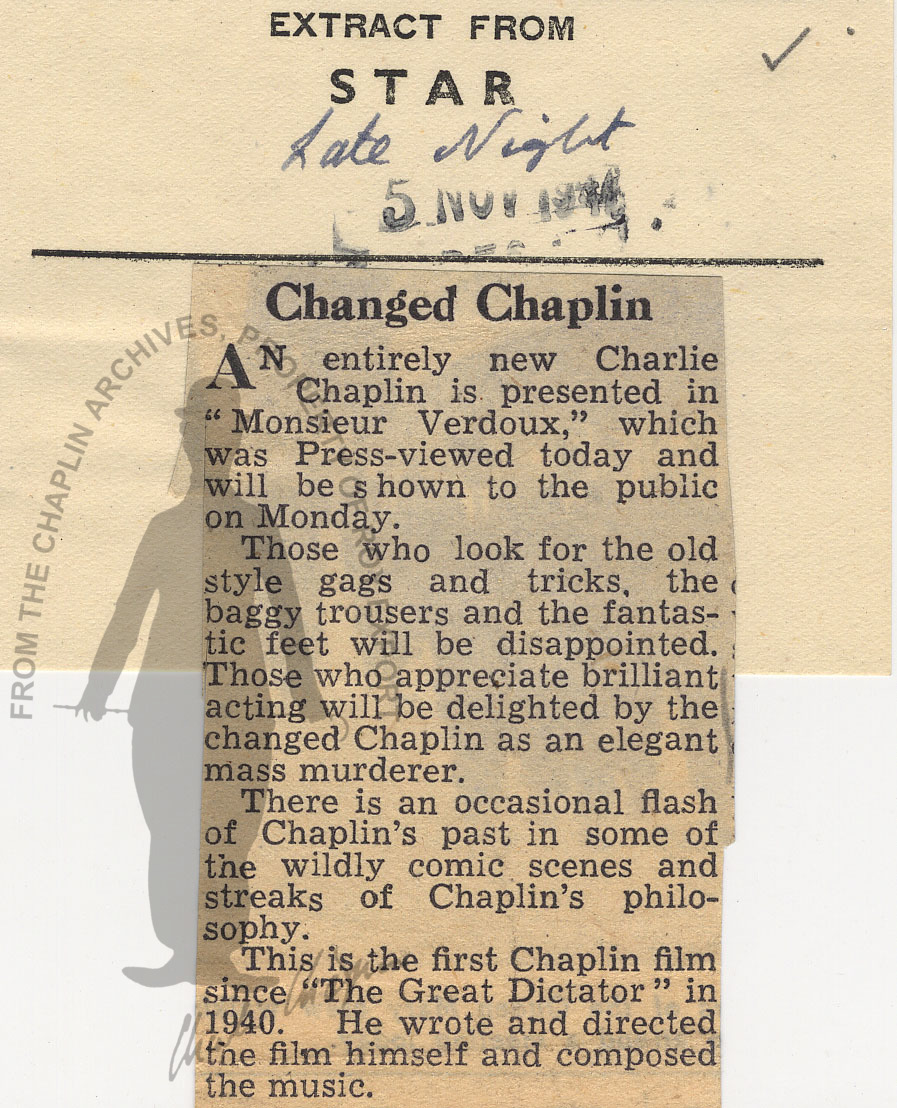 EXTRACT FROM
STAR
Late Night
5 NOV
Changed Chaplin
AN entirely new Charlie
Chaplin is presented in
“Monsieur Verdoux,” which
was Press-viewed today and
will be shown to the public
on Monday.
Those who look for the old
style gags and tricks, the
baggy trousers and the fantas-
tic feet will be disappointed.
Those who appreciate brilliant
acting will be delighted by the
changed Chaplin as an elegant
mass murderer.
There is an occasional flash
of Chaplin’s past in some of
the wildly comic scenes and
streaks of Chaplin’s philo-
sophy.
This is the first Chaplin film
since “The Great Dictator” in
1940. He wrote and directed
the film himself and composed
the music.
FROM THE CHAPLIN ARCHIVES, PROPERTY OF ROY EXPORT